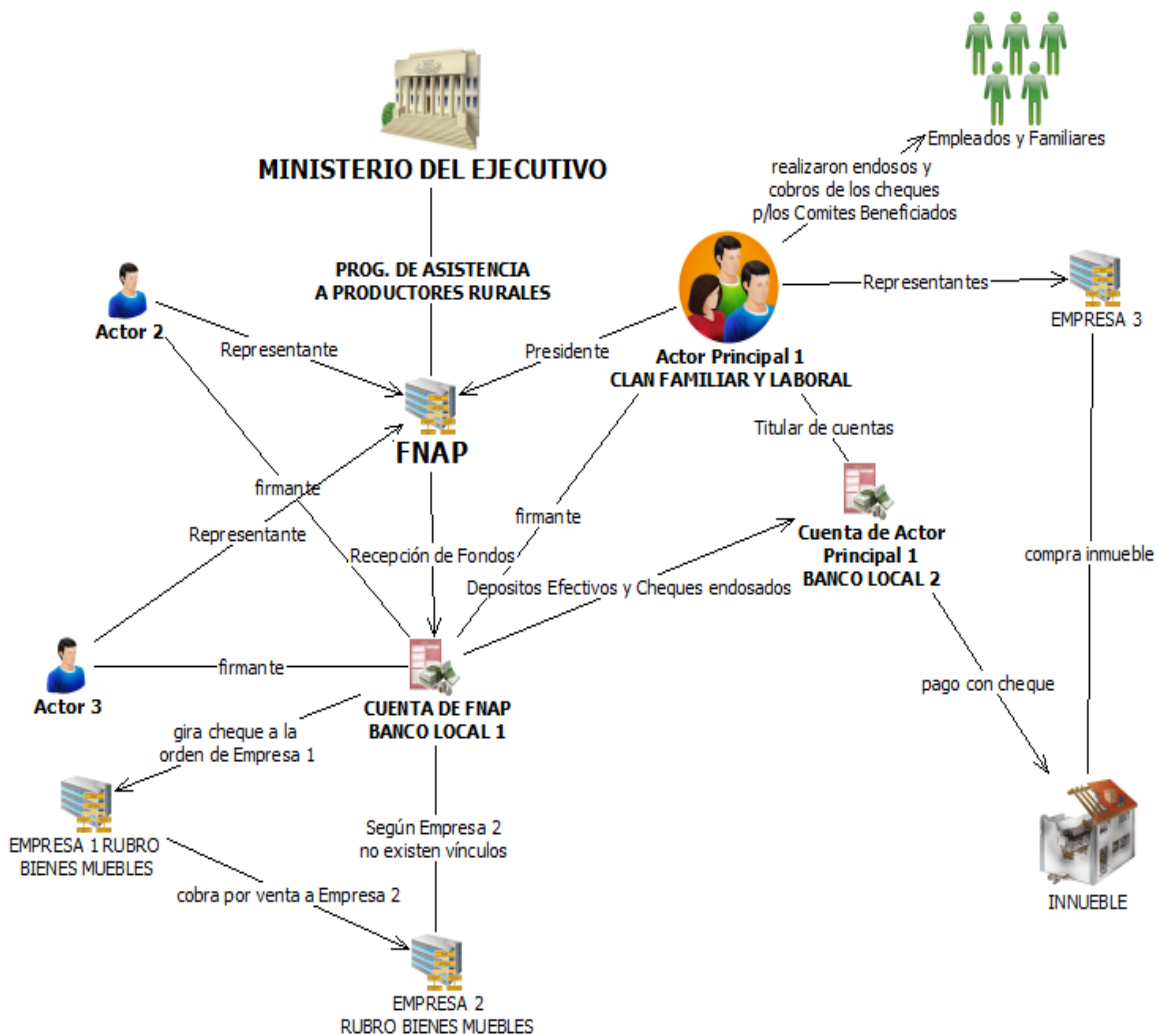 Empleados y Familiares
MINISTERIO DEL EJECUTIVO
realizaron endosos y
cobros de los cheques
p/los Comites Beneficiados
PROG. DE ASISTENCIA
A PRODUCTORES RURALES
Representantes
EMPRESA 3
Actor 2
Representante
Presidente
Actor Principal 1
CLAN FAMILIAR Y LABORAL
FNAP
Titular de cuentas
firmante
firmante
Representante
Recepción de Fondos
Cuenta de Actor
Principal 1
BANCO LOCAL 2
compra inmueble
Depositos Efectivos y Cheques endosados
firmante
Actor 3
CUENTA DE FNAP
BANCO LOCAL 1
pago con cheque
gira cheque a la
orden de Empresa 1
EMPRESA 1 RUBRO
BIENES MUEBLES
Según Empresa 2
no existen vínculos
cobra por venta a Empresa 2
INNUEBLE
EMPRESA 2
RUBRO BIENES MUEBLES